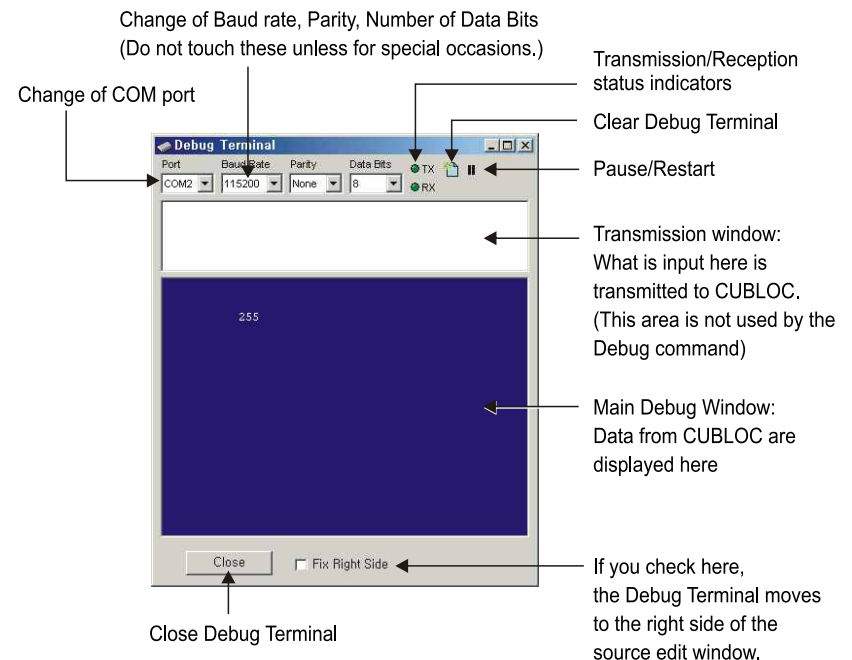 Change of Baud rate, Parity, Number of Data Bits
(Do not touch these unless for special occasions.)
Transmission/Reception
status indicators
Change of COM port
Clear Debug Terminal
Debug Terminal
Port Baud Rate Parity Data Bits
TX
COM2 115200 None 8
RX
Pause/Restart
Transmission window:
What is input here is
transmitted to CUBLOC.
(This area is not used by the
Debug command)
255
Main Debug Window:
Data from CUBLOC are
displayed here
Close
Fix Right Side
If you check here,
the Debug Terminal moves
to the right side of the
source edit window.
Close Debug Terminal